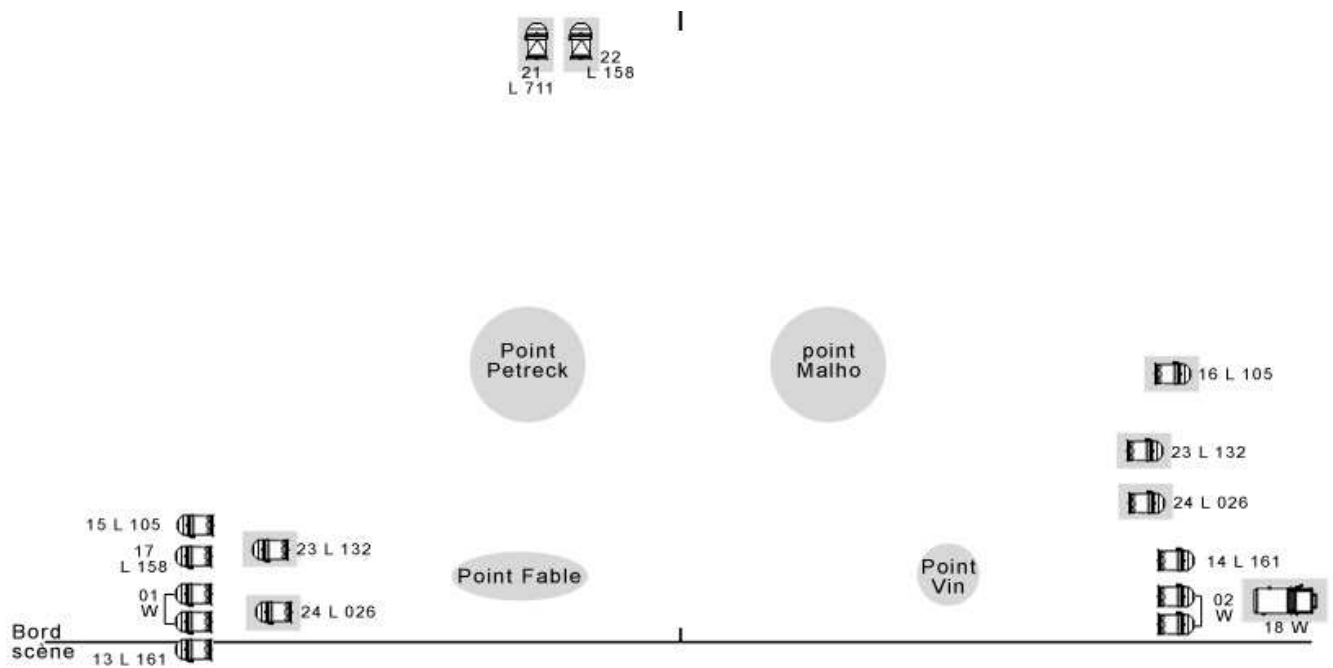 21
L 711
22
L 158
Point
Petreck
point
Malho
16 L 105
23 L 132
24 L 026
15 L 105
17
L 158
23 L 132
01
W
24 L 026
Point Fable
Point
Vin
14 L 161
02
W
18 W
Bord
scène
13 L 161